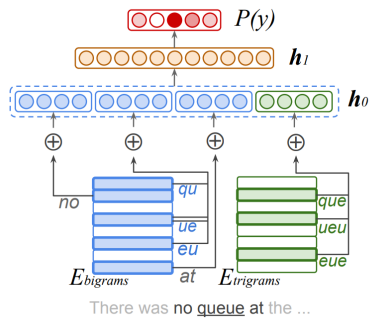 P(y)
h₁
h₀
no
qu
ue
eu
at
que
ueu
eue
Ebigrams
Etrigrams
There was no queue at the ...